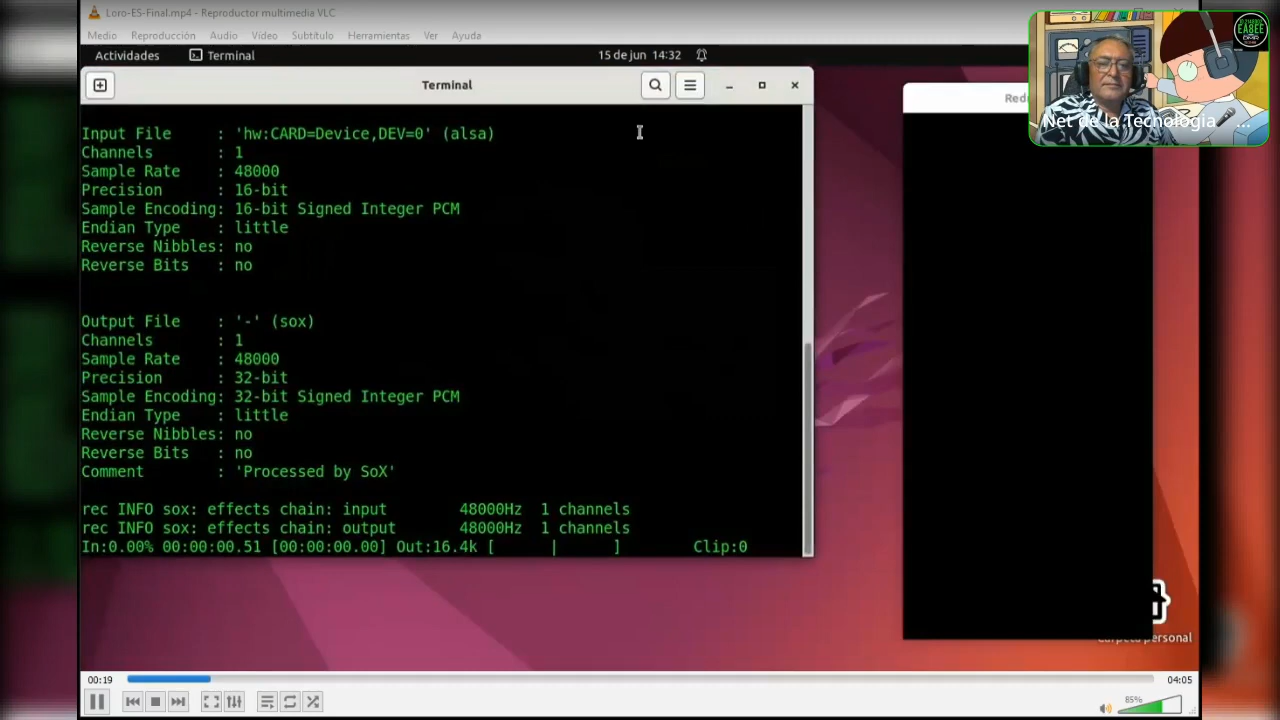 Loro-ES-Final.mp4 - Reproductor multimedia VLC
Medio Reproducción Audio Video Subtítulo Herramientas Ver Ayuda
Actividades Terminal 15 de jun 14:32
Terminal
Input File : 'hw:CARD=Device,DEV=0' (alsa)
Channels : 1
Sample Rate : 48000
Precision : 16-bit
Sample Encoding: 16-bit Signed Integer PCM
Endian Type : little
Reverse Nibbles: no
Reverse Bits : no
Output File : '-' (sox)
Channels : 1
Sample Rate : 48000
Precision : 32-bit
Sample Encoding: 32-bit Signed Integer PCM
Endian Type : little
Reverse Nibbles: no
Reverse Bits : no
Comment : 'Processed by SoX'
rec INFO sox: effects chain: input 48000Hz 1 channels
rec INFO sox: effects chain: output 48000Hz 1 channels
In:0.00% 00:00:00.51 [00:00:00.00] Out:16.4k [ | ] Clip:0
Net de la Tecnologia ...
DMR
personal
00:19 04:05
85%